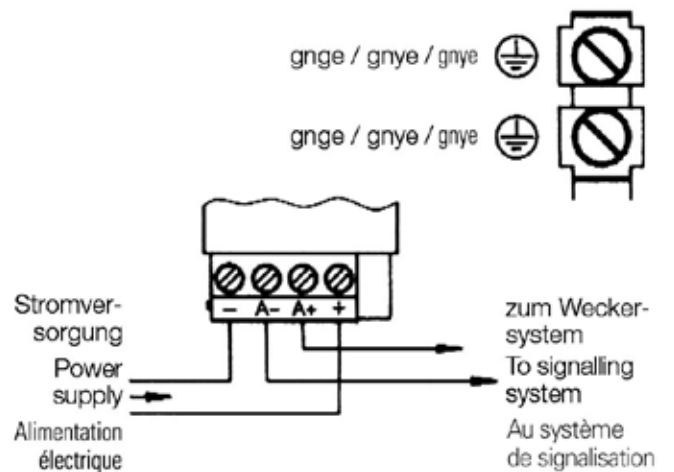 gnge / gnye / gnye
gnge / gnye / gnye
− A− A+ +
Stromver-
sorgung
Power
supply
Alimentation
électrique
zum Wecker-
system
To signalling
system
Au système
de signalisation